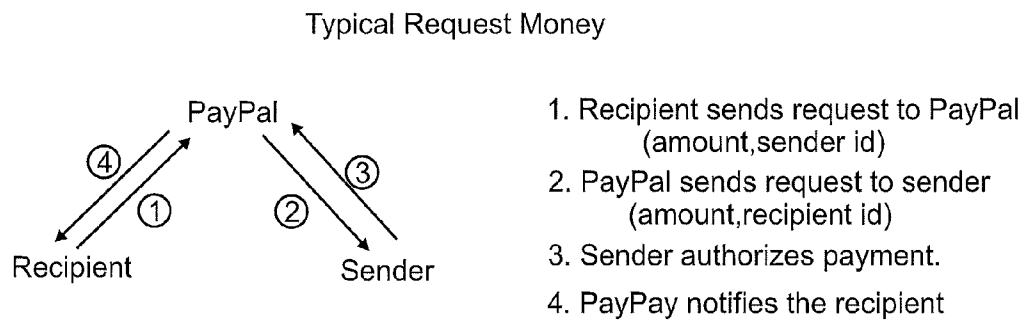 Typical Request Money
PayPal
4
1
3
2
Recipient
Sender
1. Recipient sends request to PayPal
(amount,sender id)
2. PayPal sends request to sender
(amount,recipient id)
3. Sender authorizes payment.
4. PayPay notifies the recipient